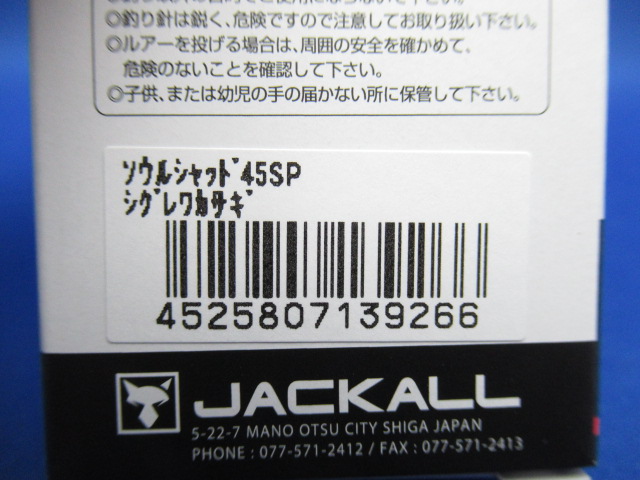 ◎釣り針は鋭く、危険ですので注意してお取り扱い下さい。
◎ルアーを投げる場合は、周囲の安全を確かめて、
危険のないことを確認して下さい。
◎子供、または幼児の手の届かない所に保管して下さい。
ｿｳﾙｼｬｯﾄﾞ45SP
ｼｸﾞﾚﾜｶｻｷﾞ
4525807139266
JACKALL
5-22-7 MANO OTSU CITY SHIGA JAPAN
PHONE : 077-571-2412 / FAX : 077-571-2413